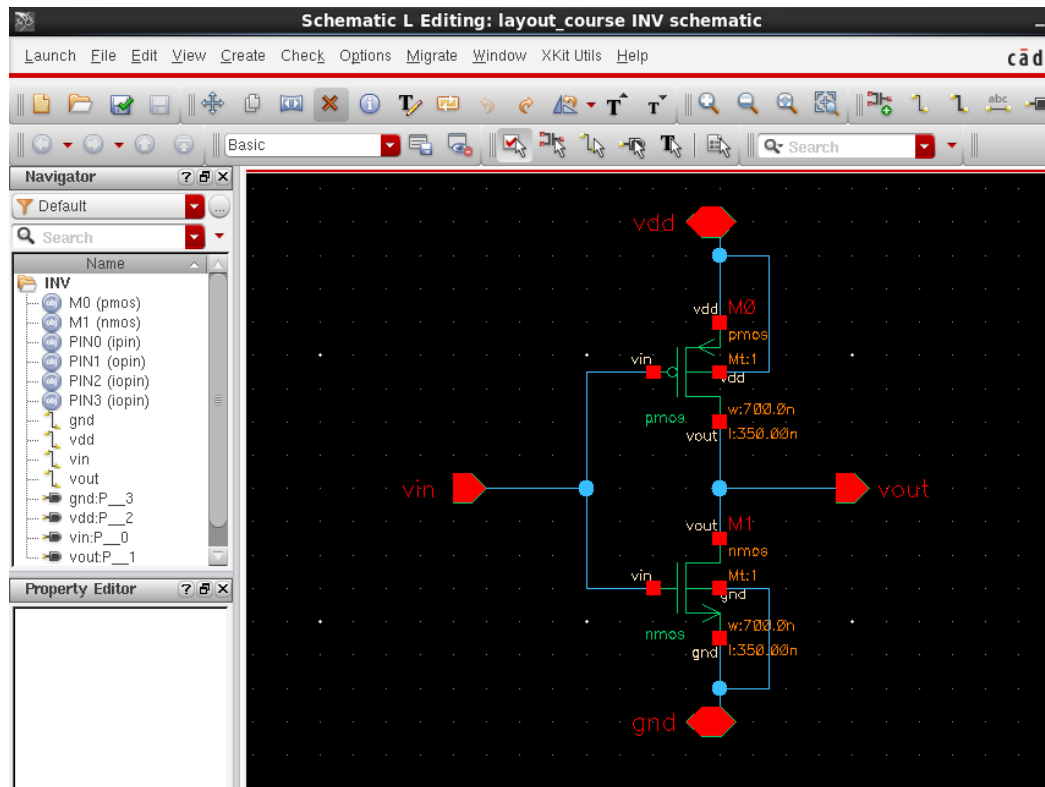 Schematic L Editing: layout_course INV schematic
Launch File Edit View Create Check Options Migrate Window XKit Utils Help
cād
abc
Basic
Search
Navigator
Default
Search
Name
INV
M0 (pmos)
M1 (nmos)
PIN0 (ipin)
PIN1 (opin)
PIN2 (iopin)
PIN3 (iopin)
gnd
vdd
vin
vout
gnd:P__3
vdd:P__2
vin:P__0
vout:P__1
Property Editor
vdd
vdd M0
pmos
vin Mt:1
vdd
pmos w:700.0n
vout l:350.00n
vin
vout
vout M1
nmos
vin Mt:1
gnd
nmos w:700.0n
gnd l:350.00n
gnd